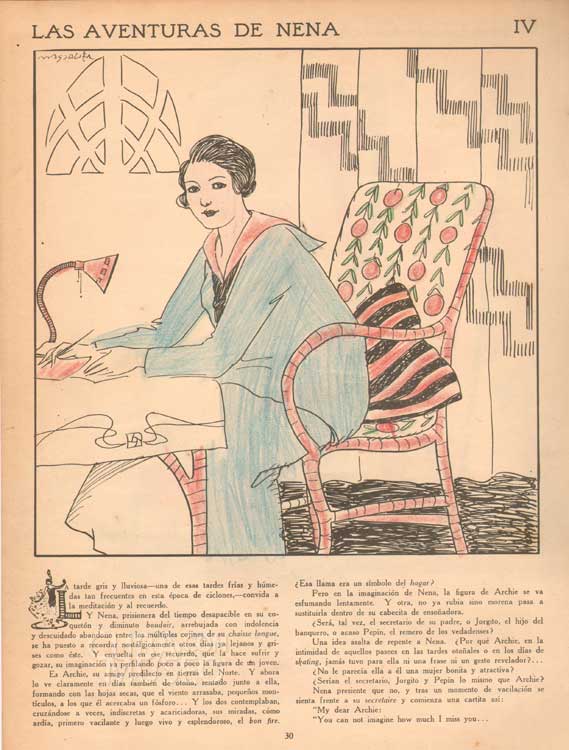 LAS AVENTURAS DE NENA
IV
LA tarde gris y lluviosa—una de esas tardes frías y húme-
das tan frecuentes en esta época de ciclones,—convida a
la meditación y al recuerdo.
Y Nena, prisionera del tiempo desapacible en su co-
quetón y diminuto boudoir, arrebujada con indolencia
y descuidado abandono entre la múltiples cojines de su chaise longue,
se ha puesto a recordar nostálgicamente otros días ya lejanos y gri-
ses como éste. Y envuelta en ese recuerdo, que la hace sufrir y
gozar, su imaginación va perfilando poco a poco la figura de un joven.
Es Archie, su amigo predilecto en tierras del Norte. Y ahora
lo ve claramente en días también de otoño, sentado junto a ella,
formando con las hojas secas, que el viento arrasaba, pequeños mon-
tículos, a los que él acercaba un fósforo... Y los dos contemplaban,
cruzándose a veces, indiscretas y acariciadoras, sus miradas, cómo
ardía, primero vacilante y luego vivo y esplendoroso, el bon fire.
¿Esa llama era un símbolo del hogar?
Pero en la imaginación de Nena, la figura de Archie se va
esfumando lentamente. Y otra, no ya rubia sino morena pasa a
sustituirla dentro de su cabecita de ensoñadora.
¿Será, tal vez, el secretario de su padre, o Jorgito, el hijo del
banquero, o acaso Pepín, el remero de los vedadenses?
Una idea asalta de repente a Nena. ¿Por qué Archie, en la
intimidad de aquellos paseos en las tardes otoñales o en los días de
skating, jamás tuvo para ella ni una frase ni un gesto revelador?...
¿No le parecía ella a él una mujer bonita y atractiva?
¿Serían el secretario, Jorgito y Pepín lo mismo que Archie?
Nena presiente que no, y tras un momento de vacilación se
sienta frente a su secretaire y comienza una cartita así:
"My dear Archie:
"You can not imagine how much I miss you...
30